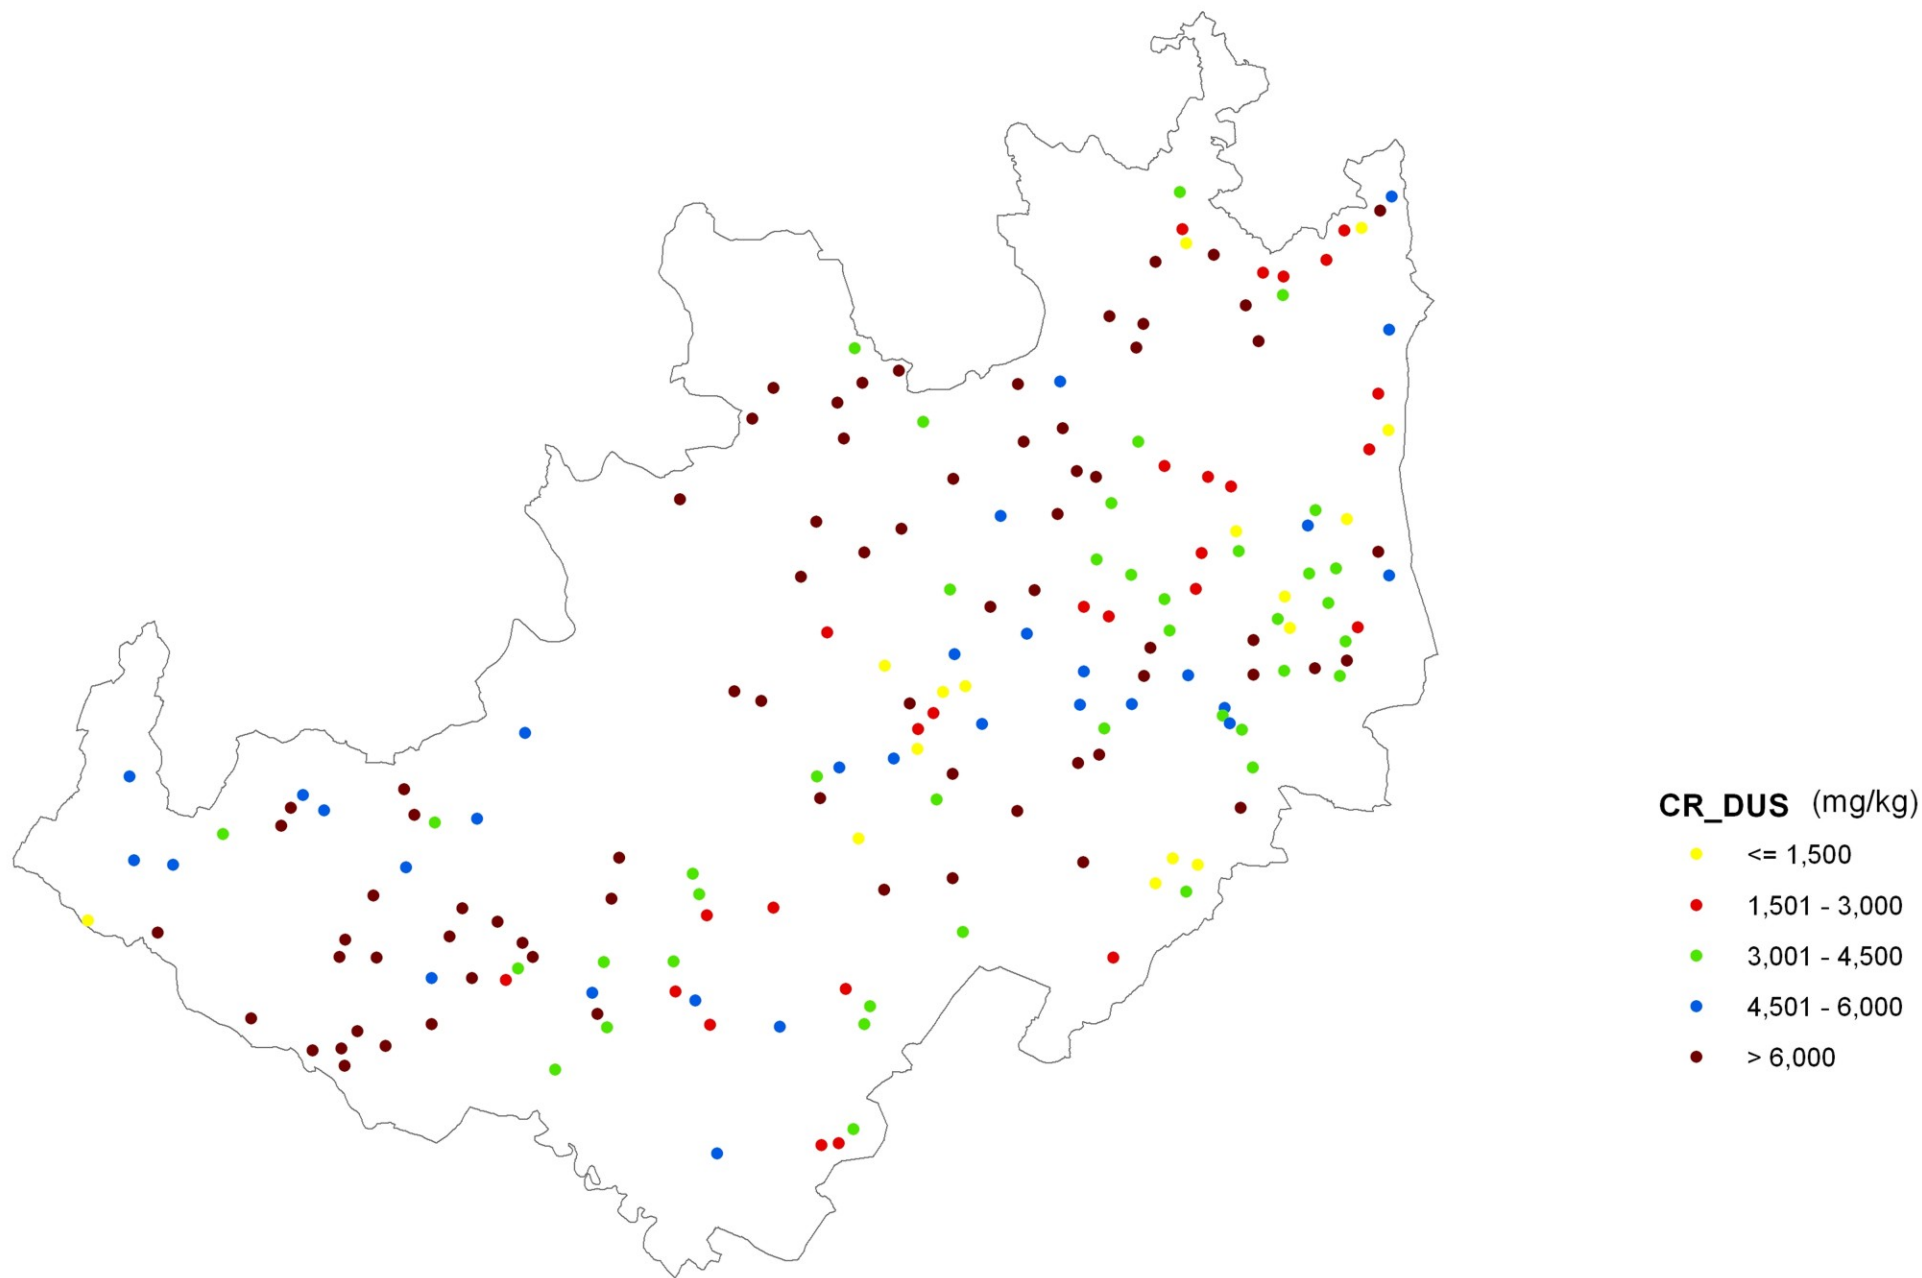 CR_DUS (mg/kg)
<= 1,500
1,501 - 3,000
3,001 - 4,500
4,501 - 6,000
> 6,000